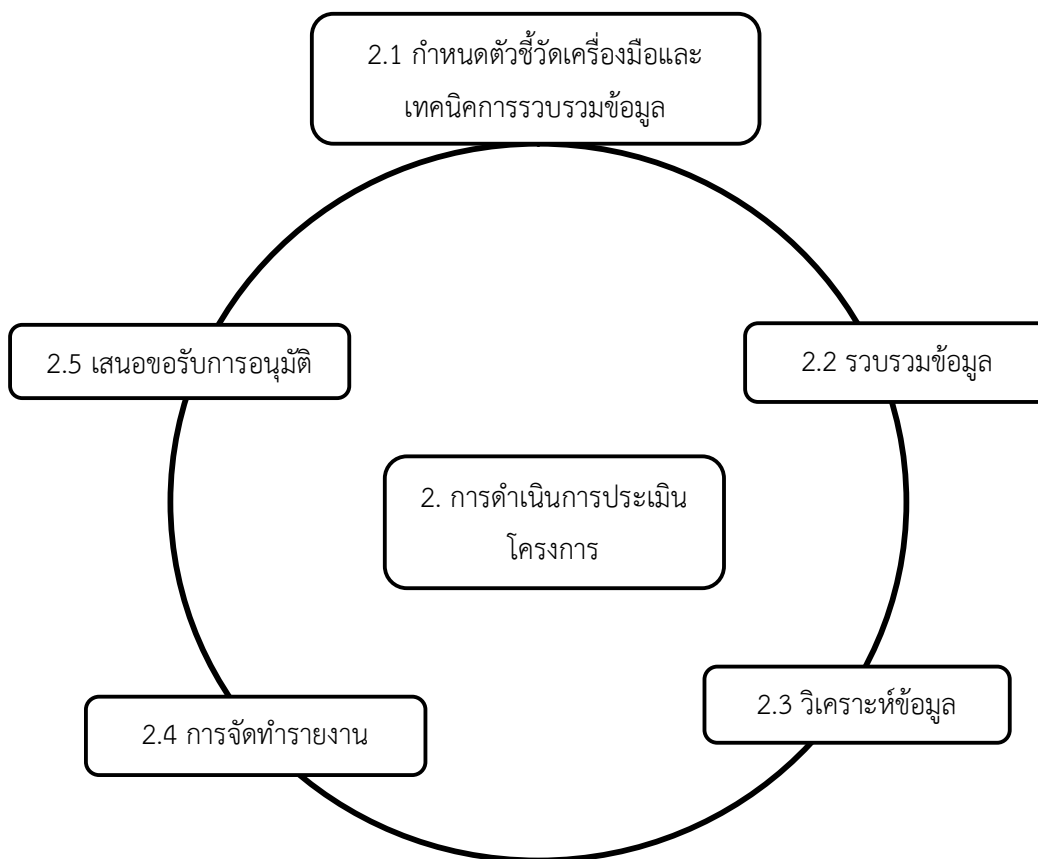 2.1 กำหนดตัวชี้วัดเครื่องมือและ
เทคนิคการรวบรวมข้อมูล
2.5 เสนอขอรับการอนุมัติ
2.2 รวบรวมข้อมูล
2. การดำเนินการประเมิน
โครงการ
2.3 วิเคราะห์ข้อมูล
2.4 การจัดทำรายงาน